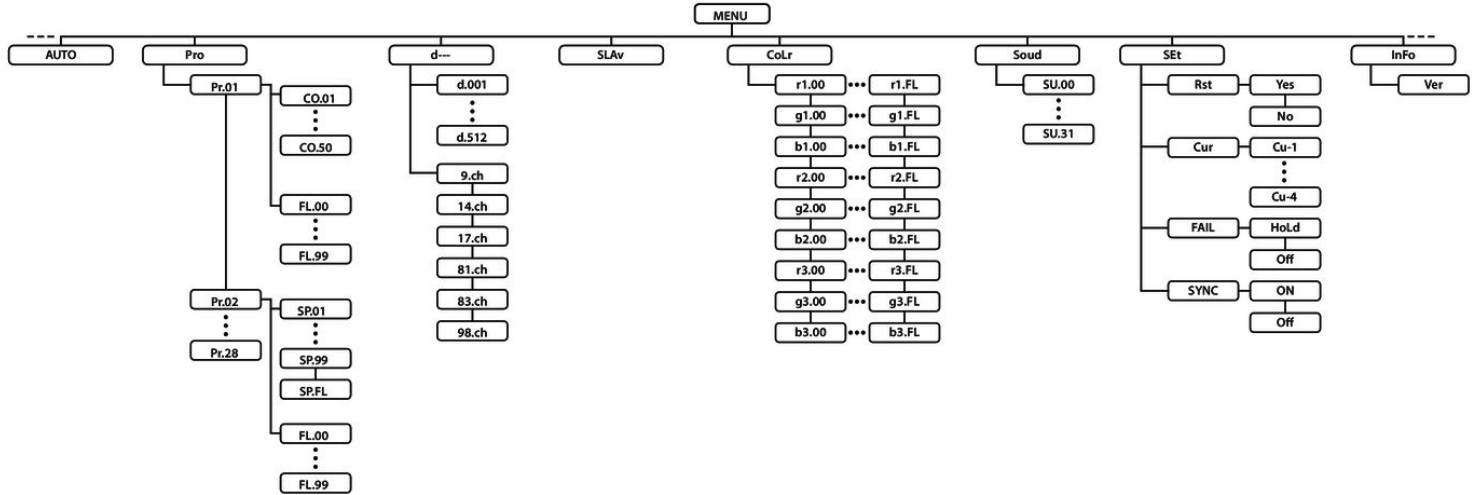 MENU
AUTO Pro d--- SLAv CoLr Soud SEt InFo
Pr.01 d.001 r1.00 r1.FL SU.00 Rst Yes Ver
CO.01
g1.00 g1.FL No
d.512 SU.31
CO.50 b1.00 b1.FL Cur Cu-1
9.ch r2.00 r2.FL
Cu-4
FL.00 14.ch g2.00 g2.FL
FAIL HoLd
17.ch b2.00 b2.FL
FL.99 Off
81.ch r3.00 r3.FL
SYNC ON
Pr.02 83.ch g3.00 g3.FL
SP.01 Off
98.ch b3.00 b3.FL
Pr.28
SP.99
SP.FL
FL.00
FL.99